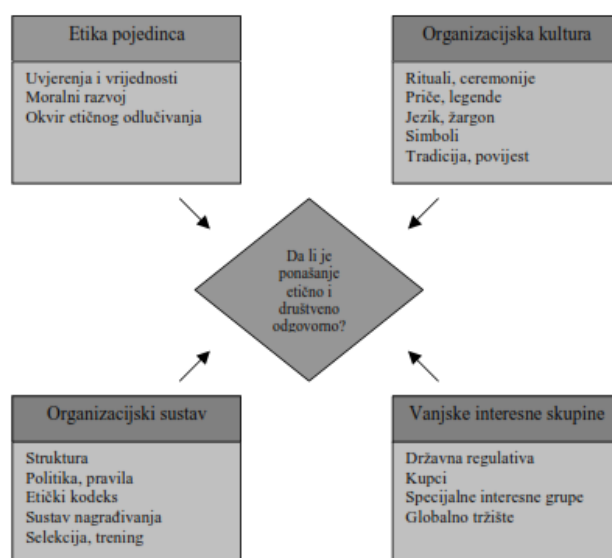 Etika pojedinca
Uvjerenja i vrijednosti
Moralni razvoj
Okvir etičnog odlučivanja
Organizacijska kultura
Rituali, ceremonije
Priče, legende
Jezik, žargon
Simboli
Tradicija, povijest
Da li je
ponašanje
etično i
društveno
odgovorno?
Organizacijski sustav
Struktura
Politika, pravila
Etički kodeks
Sustav nagrađivanja
Selekcija, trening
Vanjske interesne skupine
Državna regulativa
Kupci
Specijalne interesne grupe
Globalno tržište